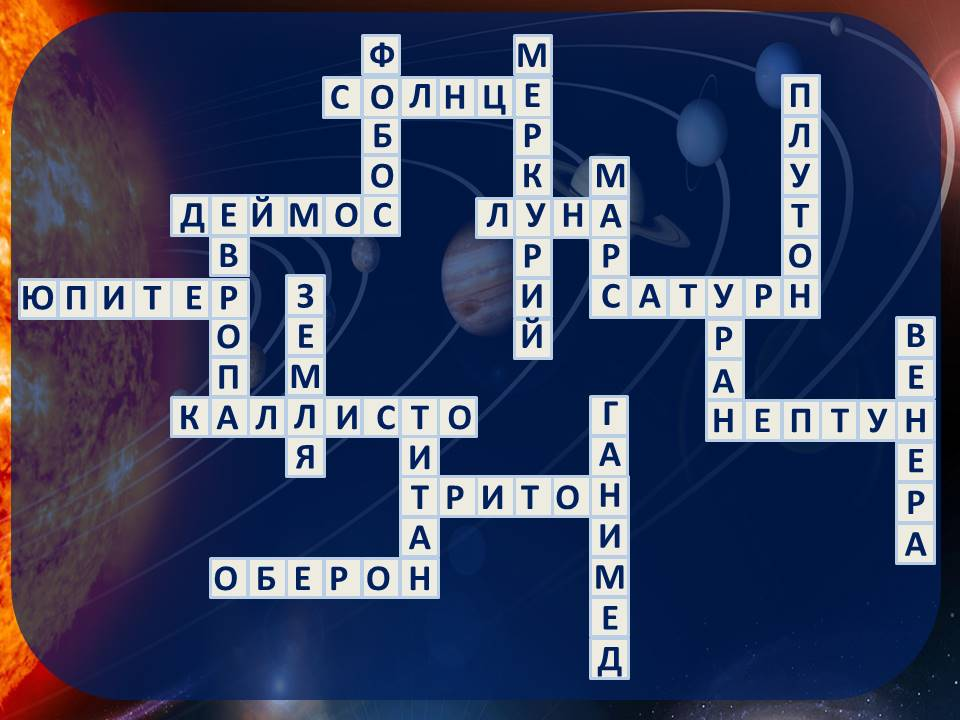 ФОБОС
МЕРКУРИЙ
СОЛНЦЕ
ПЛУТОН
МАРС
ДЕЙМОС
ЛУНА
ЕВРОПА
ЮПИТЕР
ЗЕМЛЯ
САТУРН
УРАН
ВЕНЕРА
КАЛЛИСТО
ГАНИМЕД
НЕПТУН
ТИТАН
ТРИТОН
ОБЕРОН